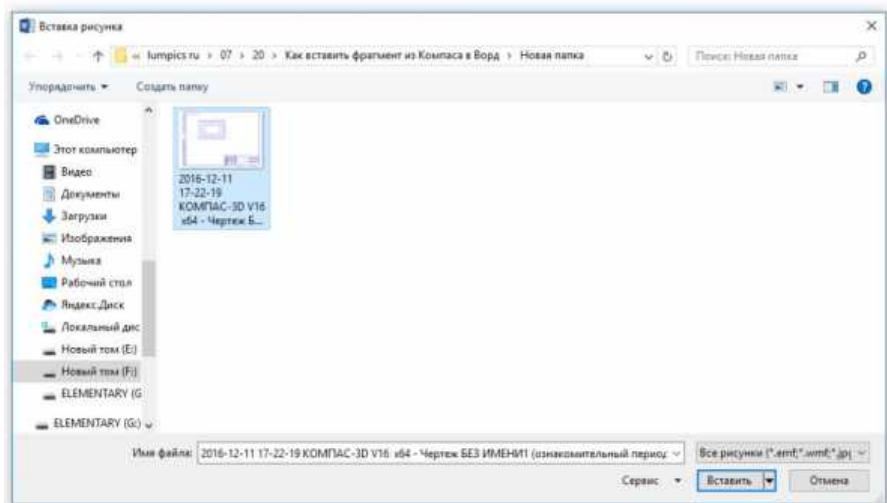 Вставка рисунка
« lumpics.ru › 07 › 20 › Как вставить фрагмент из Компаса в Ворд › Новая папка
Поиск: Новая папка
Упорядочить
Создать папку
OneDrive
Этот компьютер
Видео
Документы
Загрузки
Изображения
Музыка
Рабочий стол
Яндекс.Диск
Локальный дис
Новый том (E:)
Новый том (F:)
ELEMENTARY (G
ELEMENTARY (G:)
2016-12-11
17-22-19
КОМПАС-3D V16
x64 - Чертеж Б...
Имя файла: 2016-12-11 17-22-19 КОМПАС-3D V16 x64 - Чертеж БЕЗ ИМЕНИ1 (ознакомительный период
Все рисунки (*.emf;*.wmf;*.jpg
Сервис
Вставить
Отмена